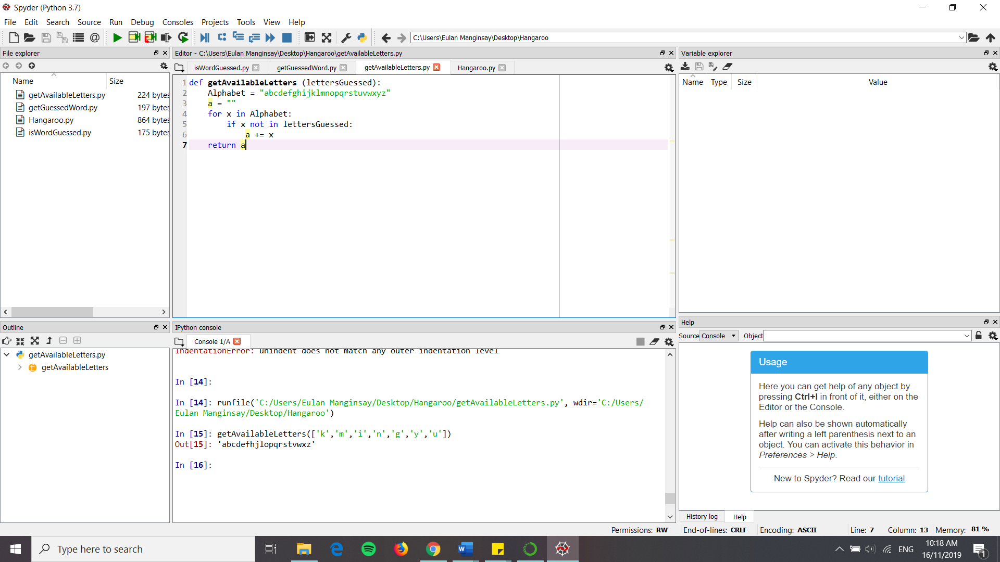 Spyder (Python 3.7)
File Edit Search Source Run Debug Consoles Projects Tools View Help
C:\Users\Eulan Manginsay\Desktop\Hangaroo
File explorer
Name Size
getAvailableLetters.py 224 bytes
getGuessedWord.py 197 bytes
Hangaroo.py 864 bytes
isWordGuessed.py 175 bytes
Editor - C:\Users\Eulan Manginsay\Desktop\Hangaroo\getAvailableLetters.py
isWordGuessed.py getGuessedWord.py getAvailableLetters.py Hangaroo.py
1 def getAvailableLetters (lettersGuessed):
2 Alphabet = "abcdefghijklmnopqrstuvwxyz"
3 a = ""
4 for x in Alphabet:
5 if x not in lettersGuessed:
6 a += x
7 return a
Variable explorer
Name Type Size Value
Outline
getAvailableLetters.py
getAvailableLetters
IPython console
Console 1/A
IndentationError: unindent does not match any outer indentation level
In [14]:
In [14]: runfile('C:/Users/Eulan Manginsay/Desktop/Hangaroo/getAvailableLetters.py', wdir='C:/Users/
Eulan Manginsay/Desktop/Hangaroo')
In [15]: getAvailableLetters(['k','m','i','n','g','y','u'])
Out[15]: 'abcdefhjlopqrstvwxz'
In [16]:
Help
Source Console Object
Usage
Here you can get help of any object by
pressing Ctrl+I in front of it, either on the
Editor or the Console.
Help can also be shown automatically
after writing a left parenthesis next to an
object. You can activate this behavior in
Preferences > Help.
New to Spyder? Read our tutorial
History log Help
Permissions: RW End-of-lines: CRLF Encoding: ASCII Line: 7 Column: 13 Memory: 81 %
Type here to search
ENG
10:18 AM
16/11/2019
1